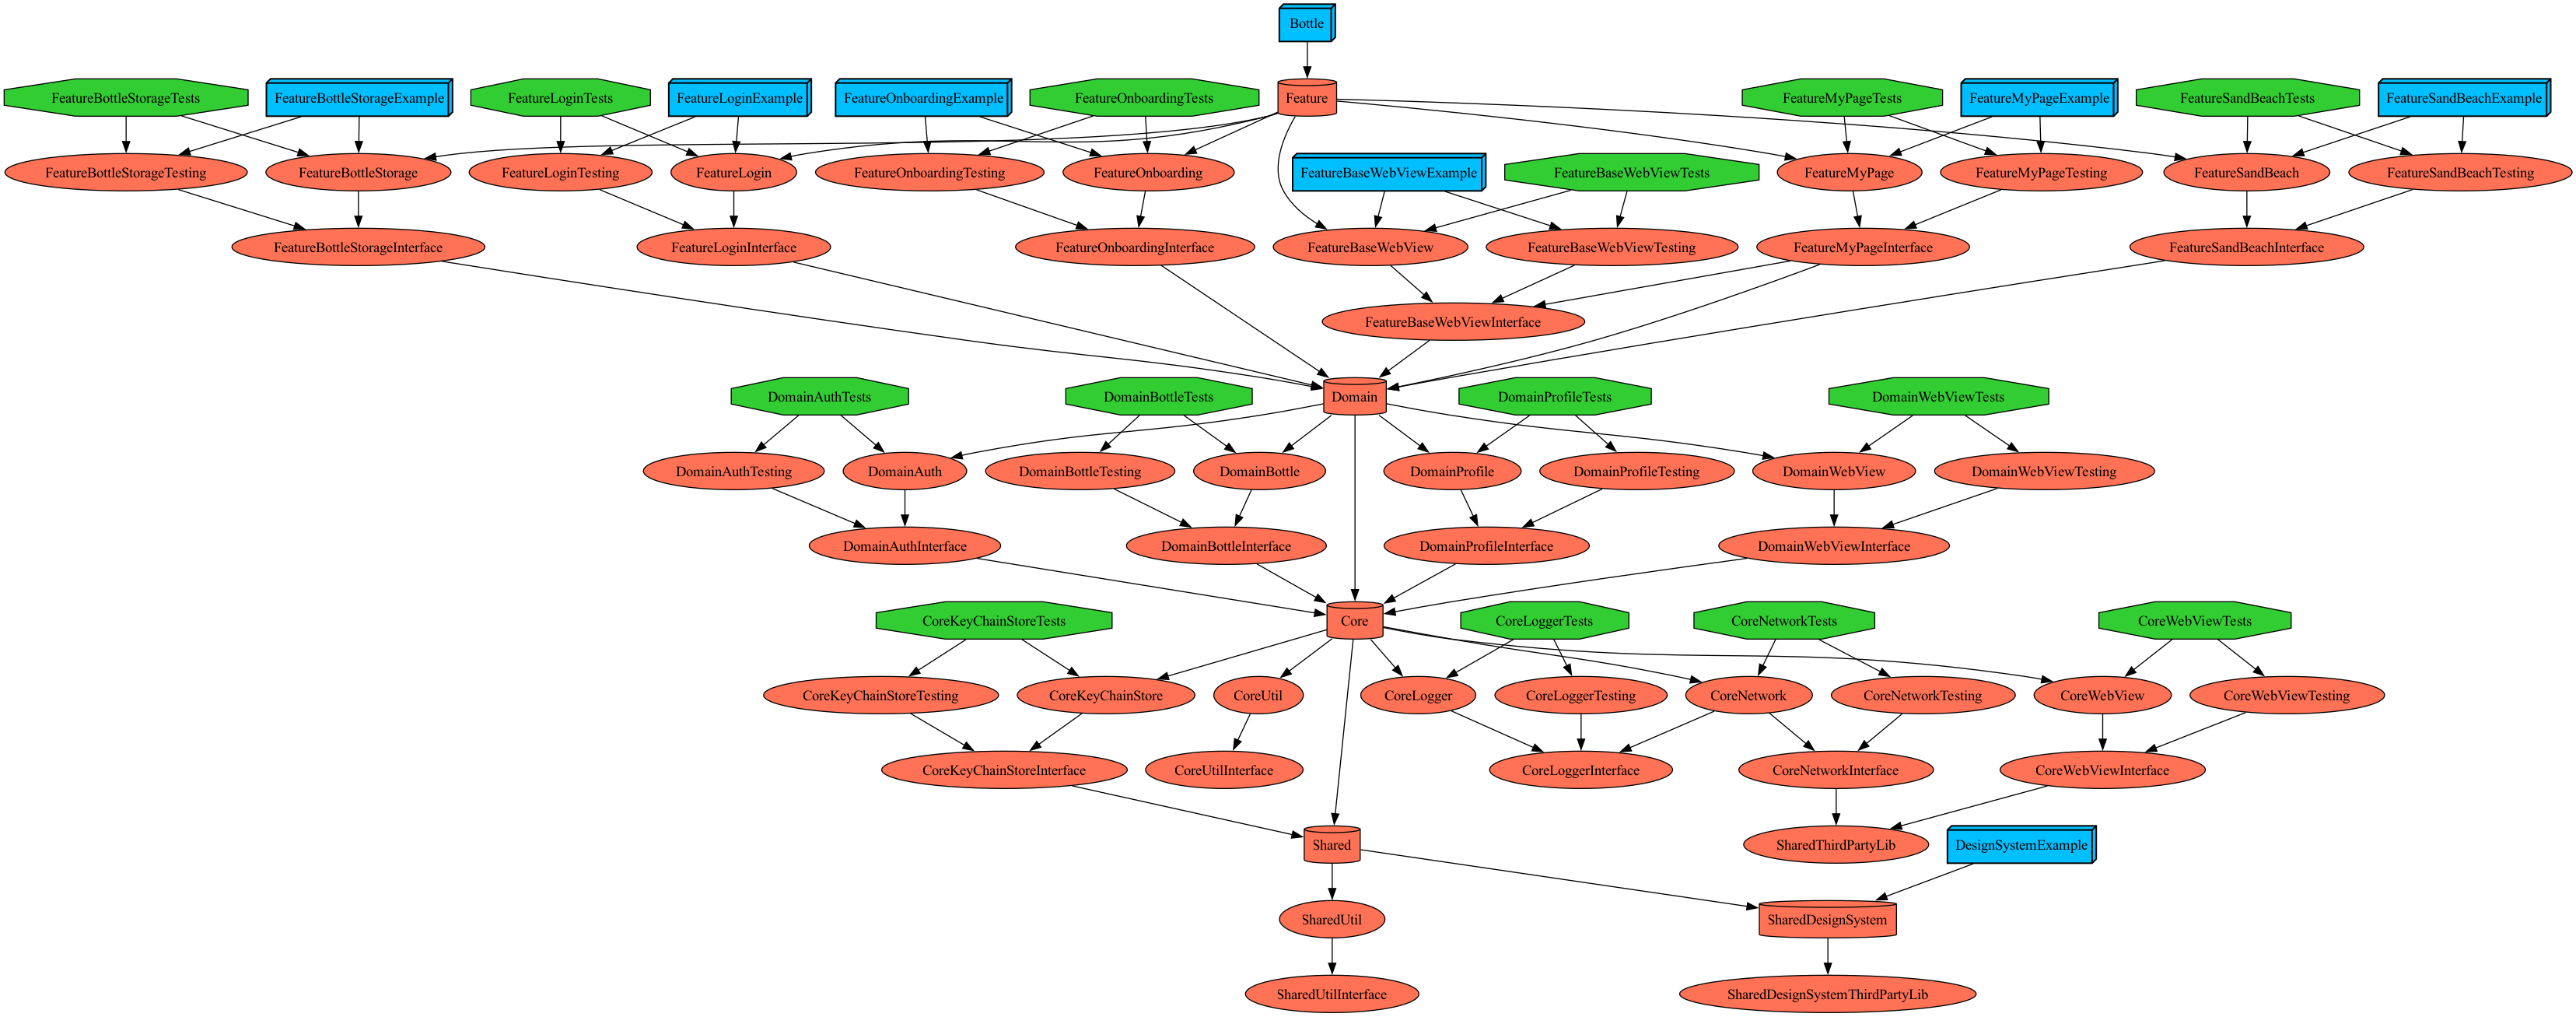 Bottle
FeatureBottleStorageTests
FeatureBottleStorageExample
FeatureLoginTests
FeatureLoginExample
FeatureOnboardingExample
FeatureOnboardingTests
Feature
FeatureMyPageTests
FeatureMyPageExample
FeatureSandBeachTests
FeatureSandBeachExample
FeatureBottleStorageTesting
FeatureBottleStorage
FeatureLoginTesting
FeatureLogin
FeatureOnboardingTesting
FeatureOnboarding
FeatureBaseWebViewExample
FeatureBaseWebViewTests
FeatureMyPage
FeatureMyPageTesting
FeatureSandBeach
FeatureSandBeachTesting
FeatureBottleStorageInterface
FeatureLoginInterface
FeatureOnboardingInterface
FeatureBaseWebView
FeatureBaseWebViewTesting
FeatureMyPageInterface
FeatureSandBeachInterface
FeatureBaseWebViewInterface
DomainAuthTests
DomainBottleTests
Domain
DomainProfileTests
DomainWebViewTests
DomainAuthTesting
DomainAuth
DomainBottleTesting
DomainBottle
DomainProfile
DomainProfileTesting
DomainWebView
DomainWebViewTesting
DomainAuthInterface
DomainBottleInterface
DomainProfileInterface
DomainWebViewInterface
CoreKeyChainStoreTests
Core
CoreLoggerTests
CoreNetworkTests
CoreWebViewTests
CoreKeyChainStoreTesting
CoreKeyChainStore
CoreUtil
CoreLogger
CoreLoggerTesting
CoreNetwork
CoreNetworkTesting
CoreWebView
CoreWebViewTesting
CoreKeyChainStoreInterface
CoreUtilInterface
CoreLoggerInterface
CoreNetworkInterface
CoreWebViewInterface
Shared
SharedThirdPartyLib
DesignSystemExample
SharedUtil
SharedDesignSystem
SharedUtilInterface
SharedDesignSystemThirdPartyLib